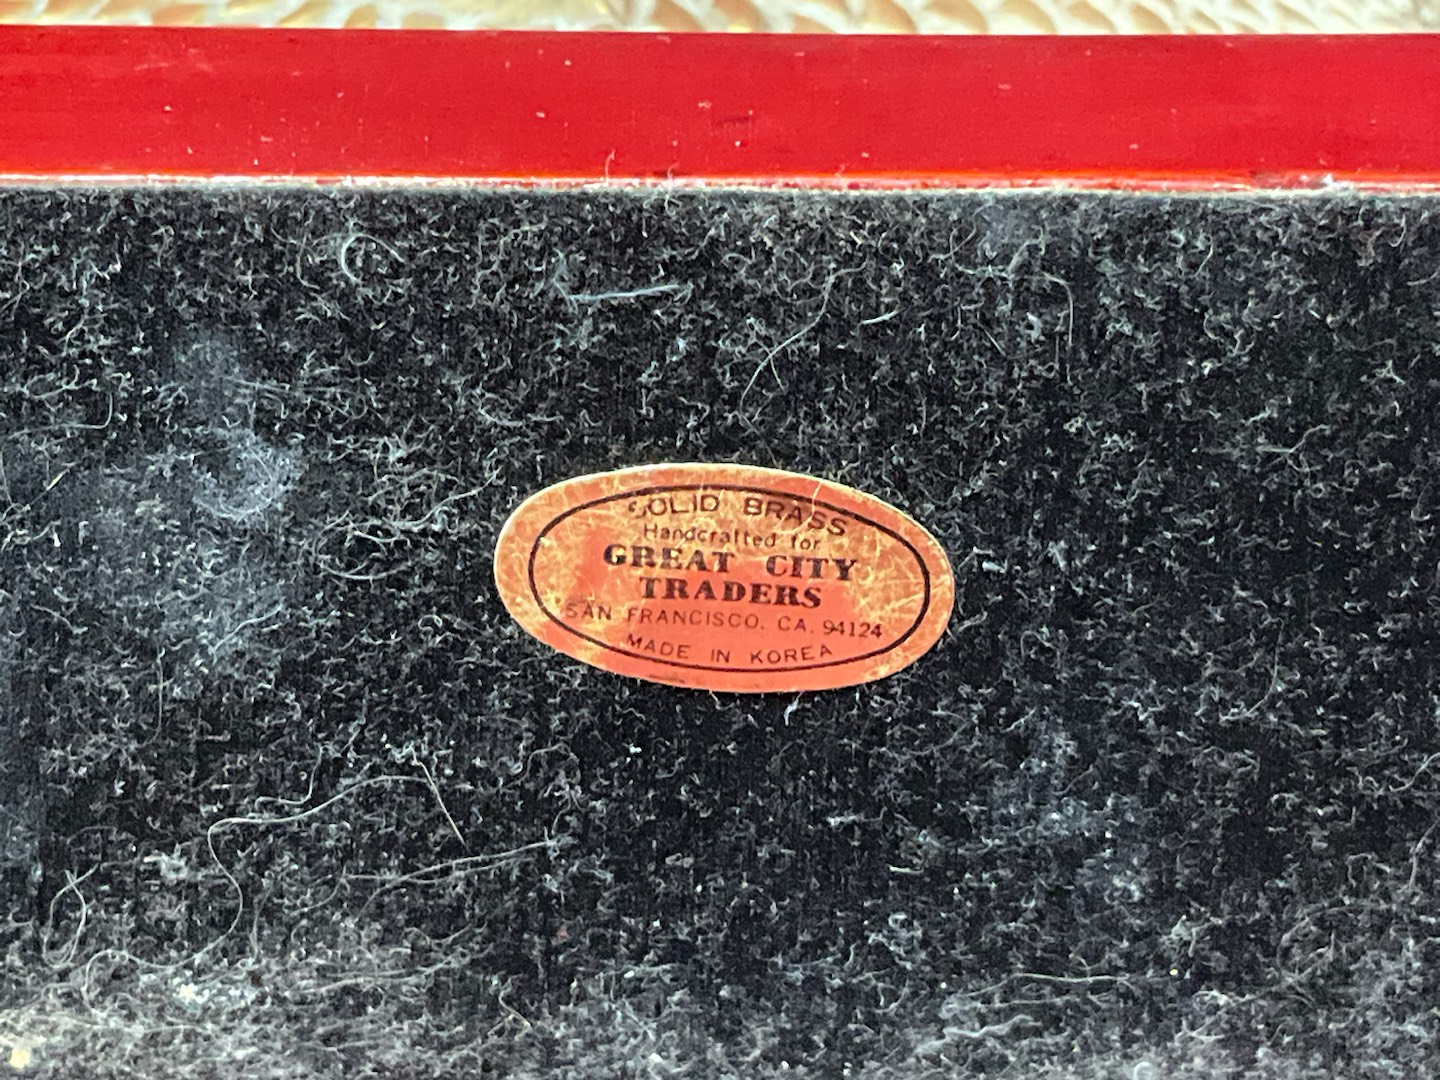 SOLID BRASS
Handcrafted for
GREAT CITY
TRADERS
SAN FRANCISCO, CA. 94124
MADE IN KOREA